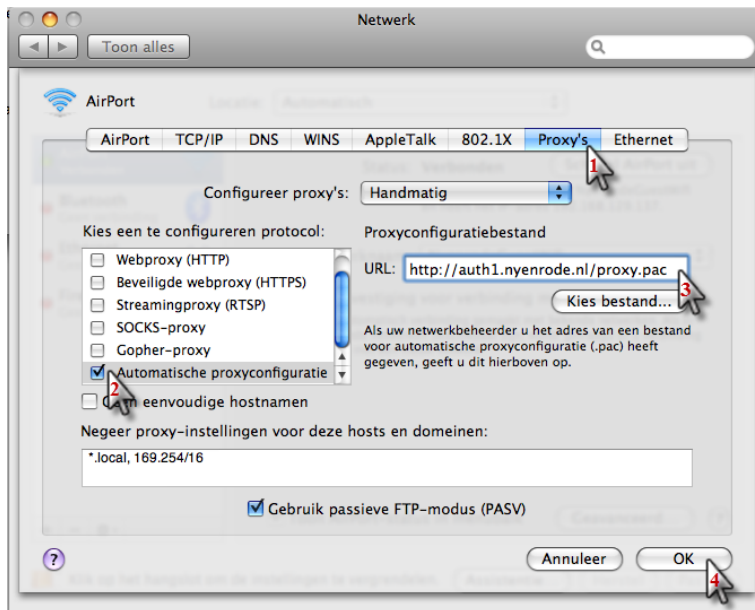 Netwerk
Toon alles
AirPort
AirPort TCP/IP DNS WINS AppleTalk 802.1X Proxy's Ethernet
1
Configureer proxy's: Handmatig
Kies een te configureren protocol:
Webproxy (HTTP)
Beveiligde webproxy (HTTPS)
Streamingproxy (RTSP)
SOCKS-proxy
Gopher-proxy
Automatische proxyconfiguratie
2
Proxyconfiguratiebestand
URL: http://auth1.nyenrode.nl/proxy.pac
3
Kies bestand...
Als uw netwerkbeheerder u het adres van een bestand
voor automatische proxyconfiguratie (.pac) heeft
gegeven, geeft u dit hierboven op.
eenvoudige hostnamen
Negeer proxy-instellingen voor deze hosts en domeinen:
*.local, 169.254/16
Gebruik passieve FTP-modus (PASV)
?
Annuleer OK
4